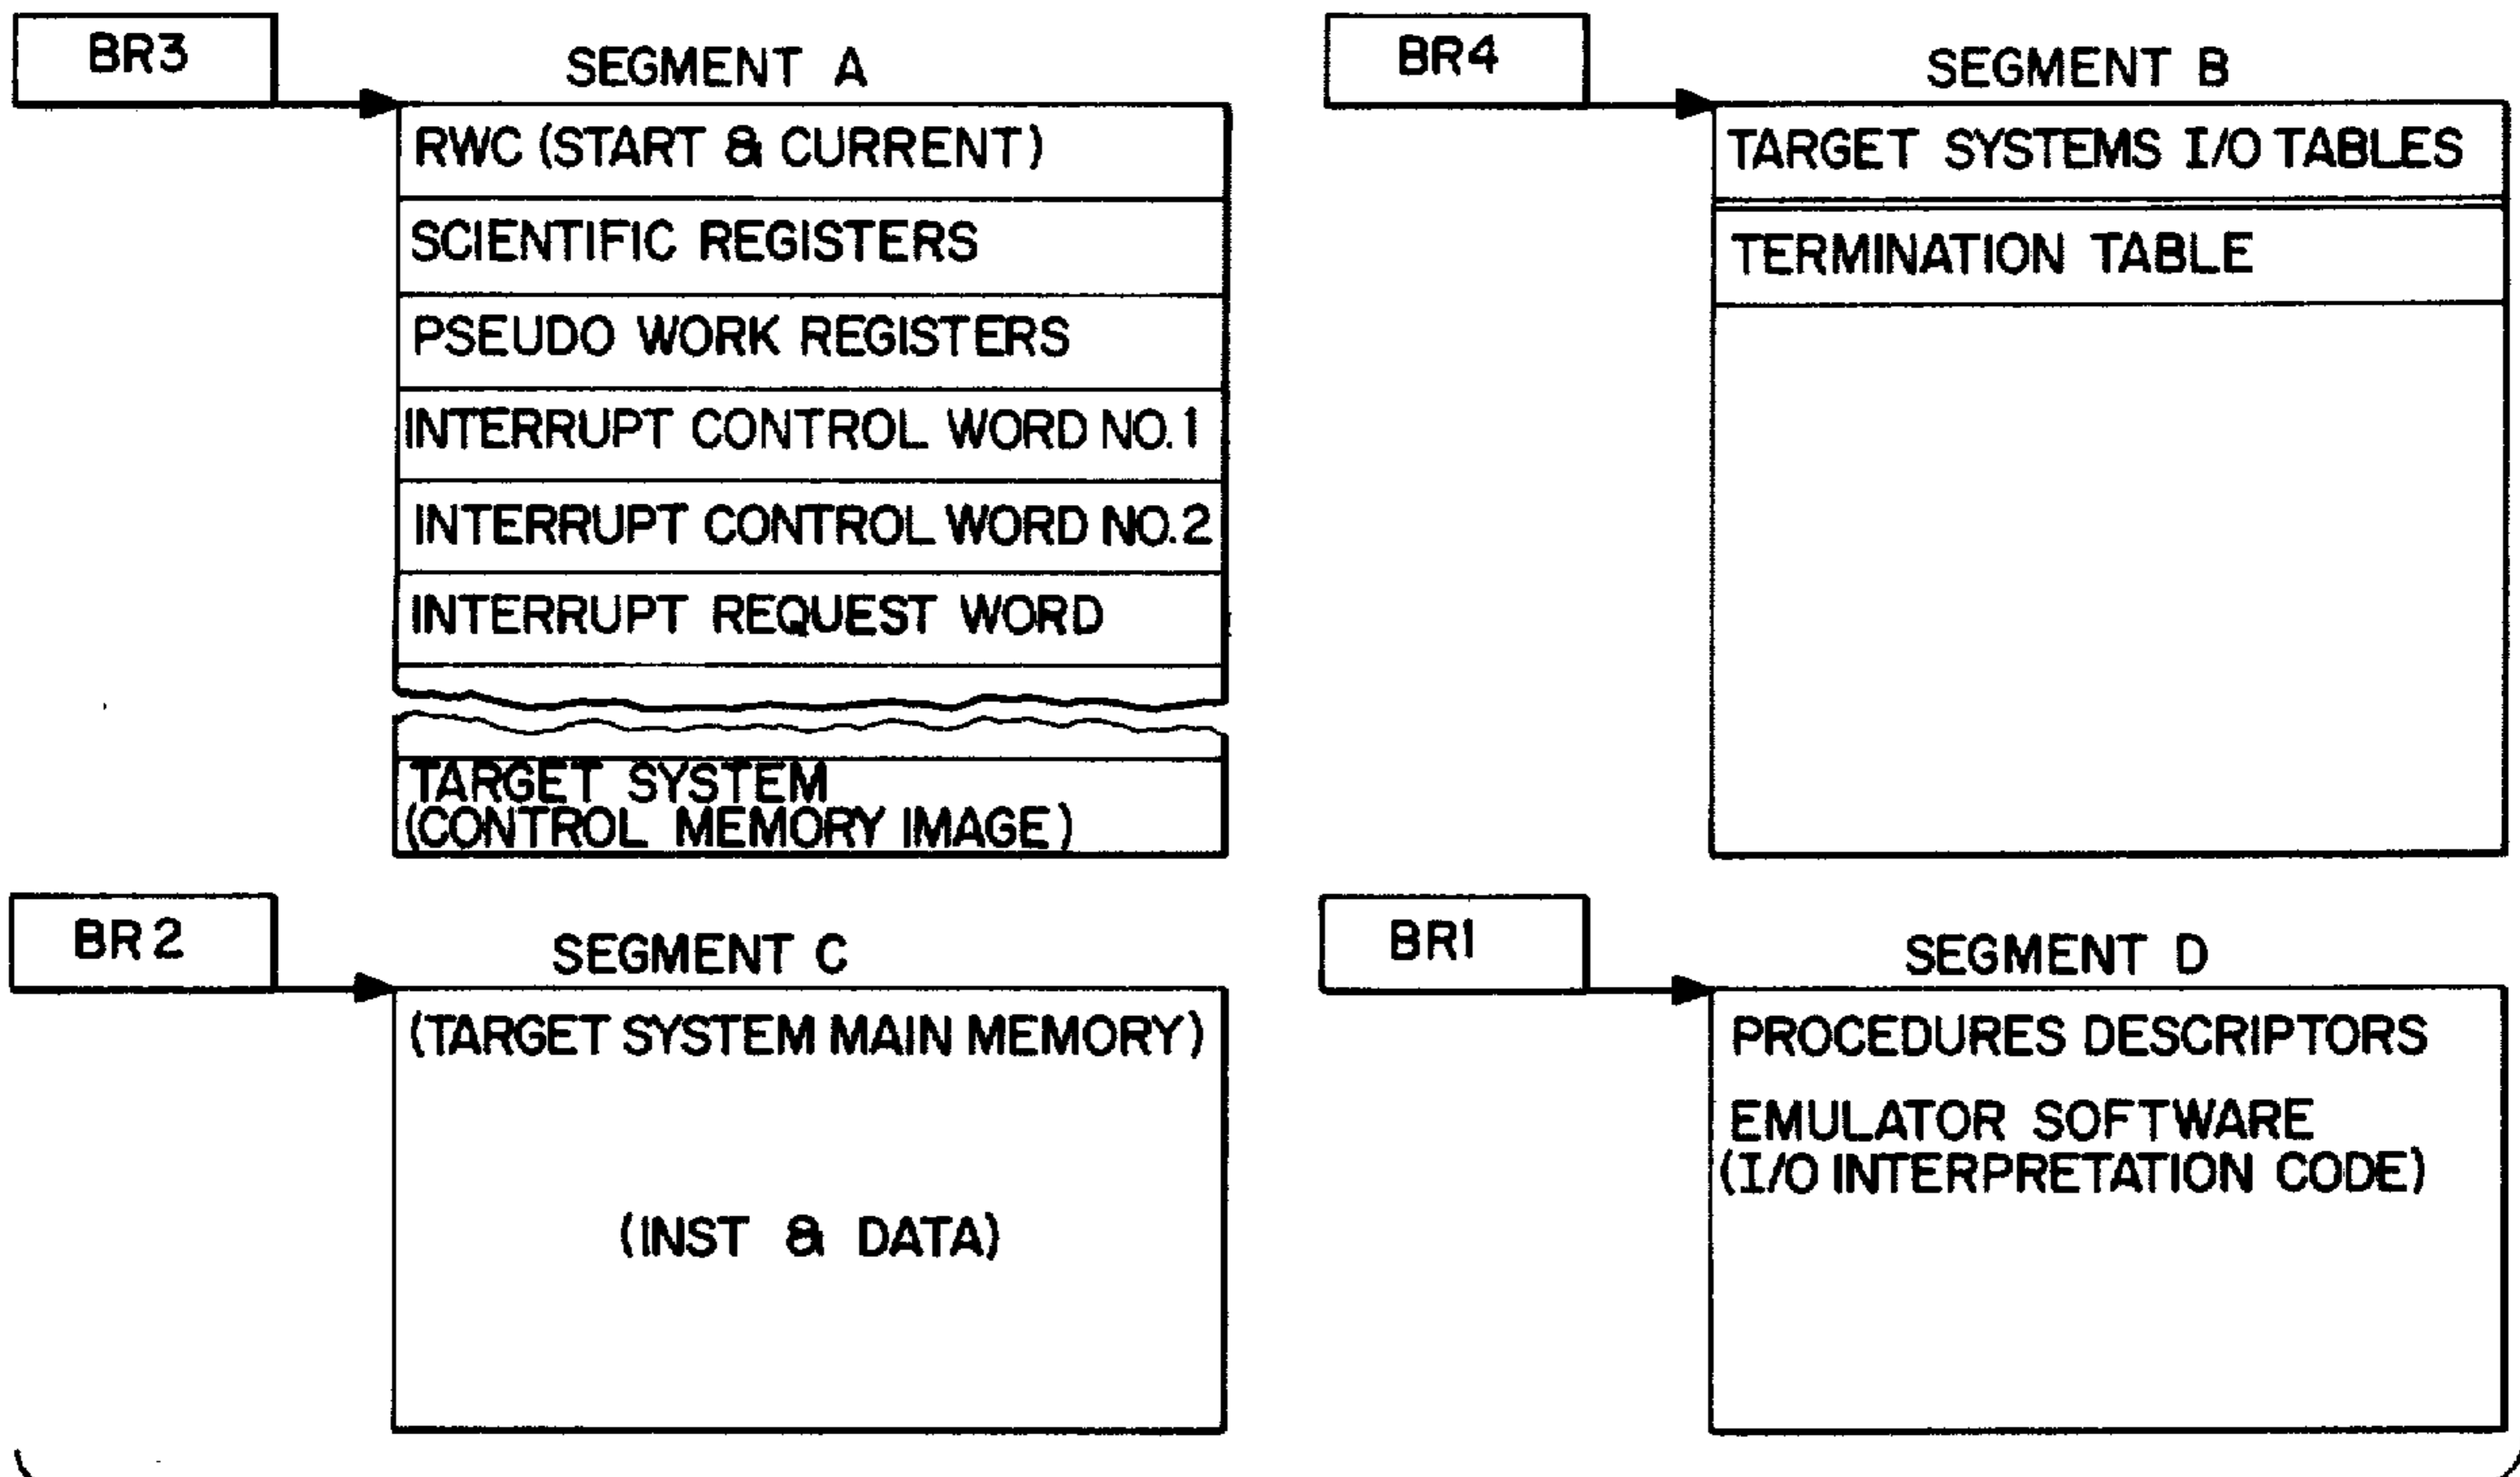 BR3
SEGMENT A
RWC (START & CURRENT)
SCIENTIFIC REGISTERS
PSEUDO WORK REGISTERS
INTERRUPT CONTROL WORD NO.1
INTERRUPT CONTROL WORD NO.2
INTERRUPT REQUEST WORD
TARGET SYSTEM
(CONTROL MEMORY IMAGE)
BR4
SEGMENT B
TARGET SYSTEMS I/O TABLES
TERMINATION TABLE
BR2
SEGMENT C
(TARGET SYSTEM MAIN MEMORY)
(INST & DATA)
BR1
SEGMENT D
PROCEDURES DESCRIPTORS
EMULATOR SOFTWARE
(I/O INTERPRETATION CODE)